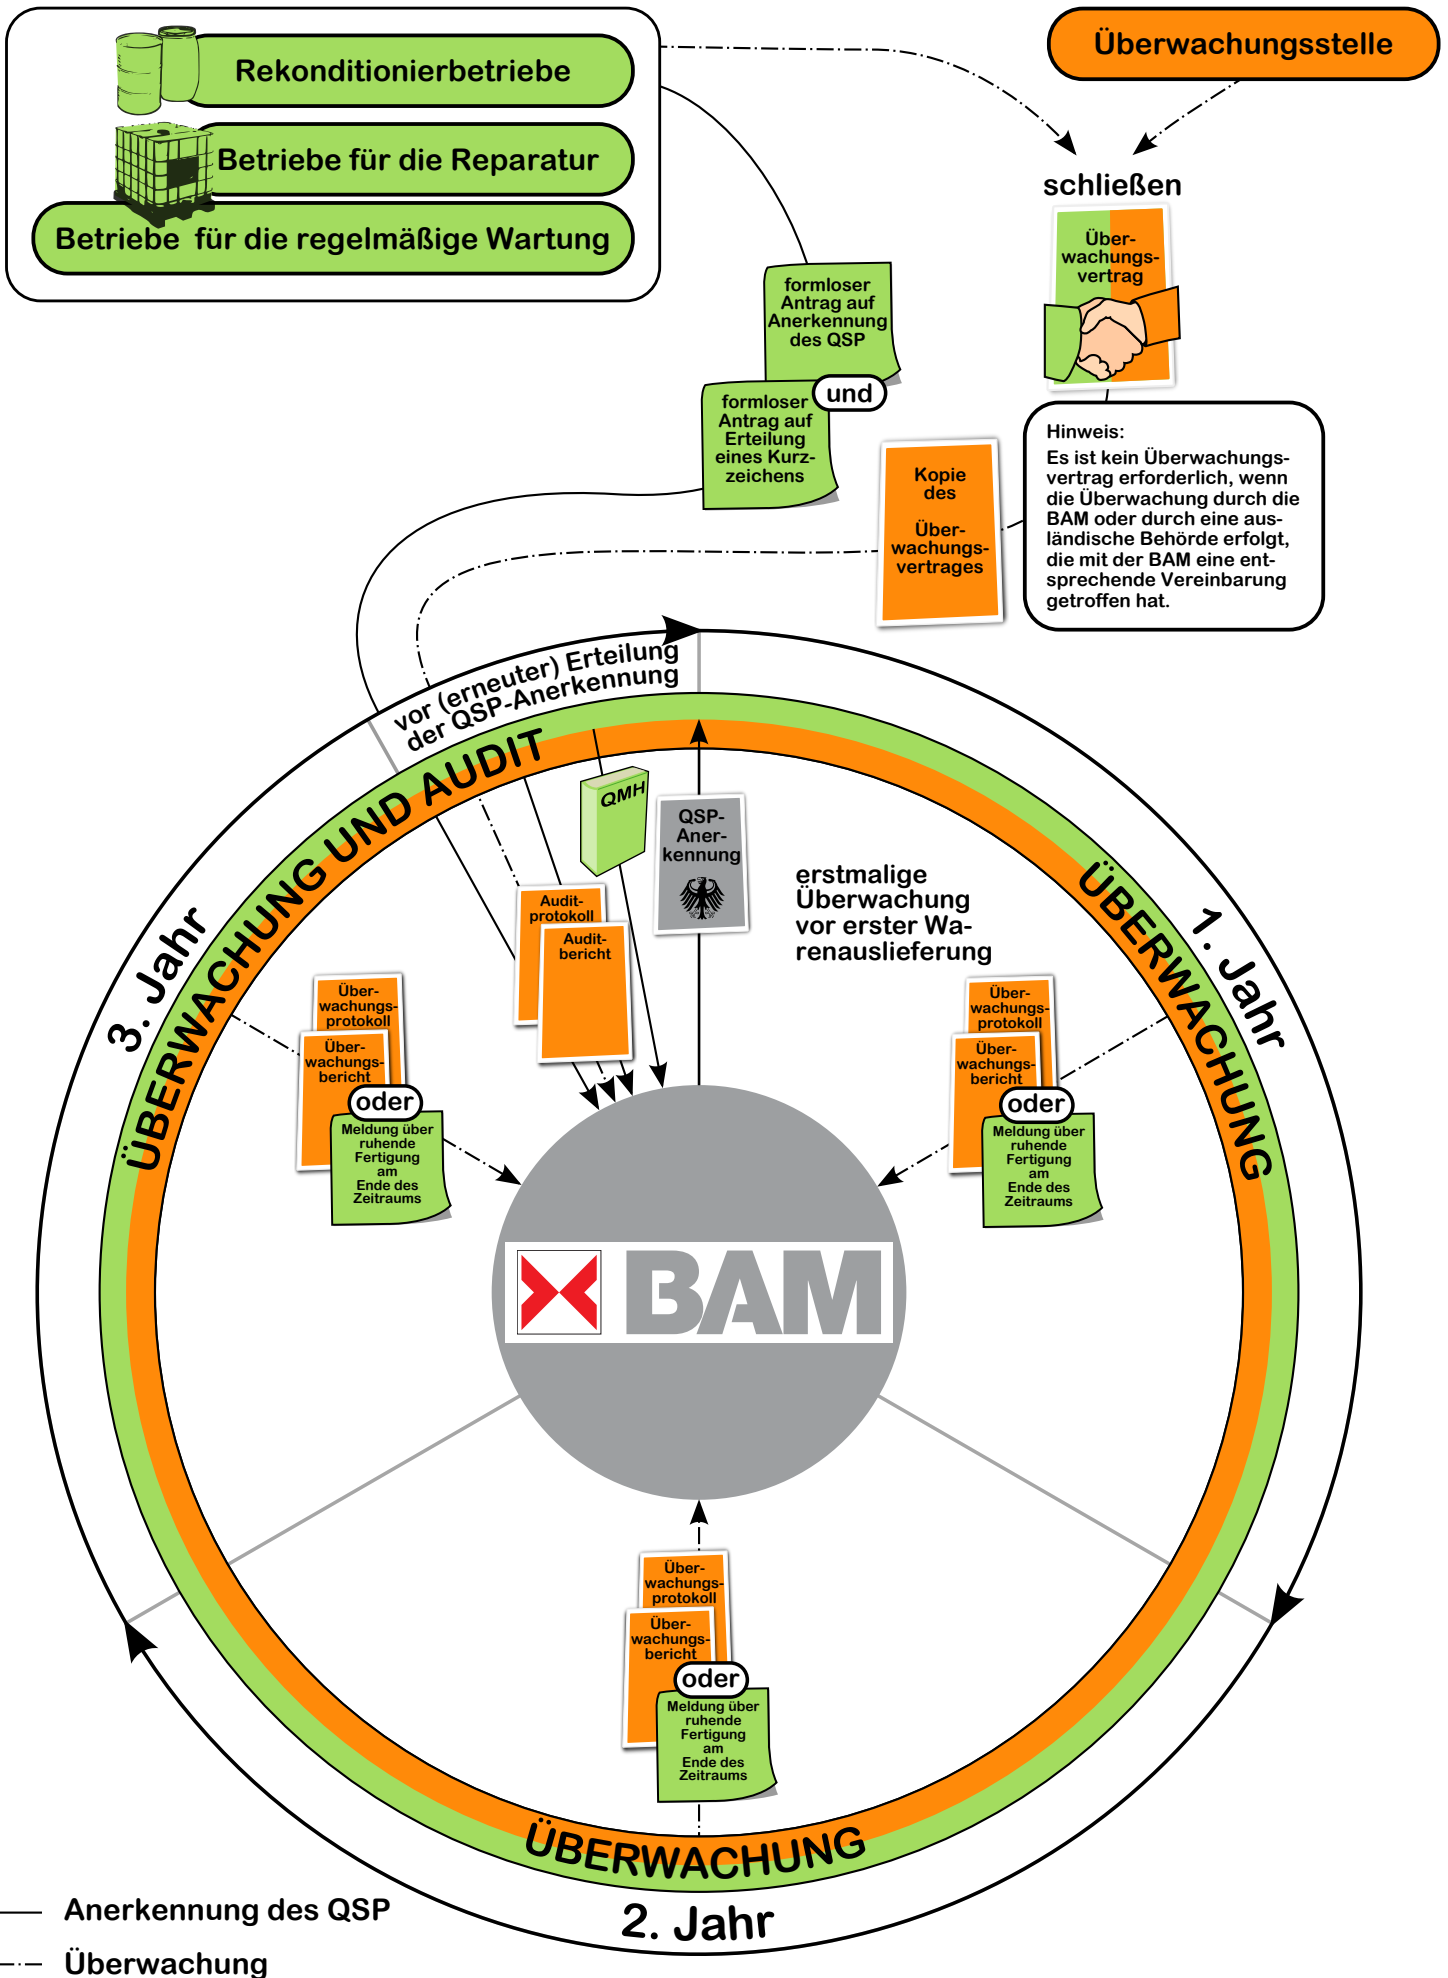 Rekonditionierbetriebe
Betriebe für die Reparatur
Betriebe für die regelmäßige Wartung
Überwachungsstelle
schließen
Über-
wachungs-
vertrag
formloser
Antrag auf
Anerkennung
des QSP
und
formloser
Antrag auf
Erteilung
eines Kurz-
zeichens
Kopie
des
Über-
wachungs-
vertrages
Hinweis:
Es ist kein Überwachungs-
vertrag erforderlich, wenn
die Überwachung durch die
BAM oder durch eine aus-
ländische Behörde erfolgt,
die mit der BAM eine ent-
sprechende Vereinbarung
getroffen hat.
vor (erneuter) Erteilung
der QSP-Anerkennung
ÜBERWACHUNG UND AUDIT
3. Jahr
QMH
QSP-
Aner-
kennung
Audit-
protokoll
Audit-
bericht
erstmalige
Überwachung
vor erster Wa-
renauslieferung
ÜBERWACHUNG
1. Jahr
Über-
wachungs-
protokoll
Über-
wachungs-
bericht
oder
Meldung über
ruhende
Fertigung
am
Ende des
Zeitraums
Über-
wachungs-
protokoll
Über-
wachungs-
bericht
oder
Meldung über
ruhende
Fertigung
am
Ende des
Zeitraums
BAM
Über-
wachungs-
protokoll
Über-
wachungs-
bericht
oder
Meldung über
ruhende
Fertigung
am
Ende des
Zeitraums
ÜBERWACHUNG
2. Jahr
Anerkennung des QSP
Überwachung